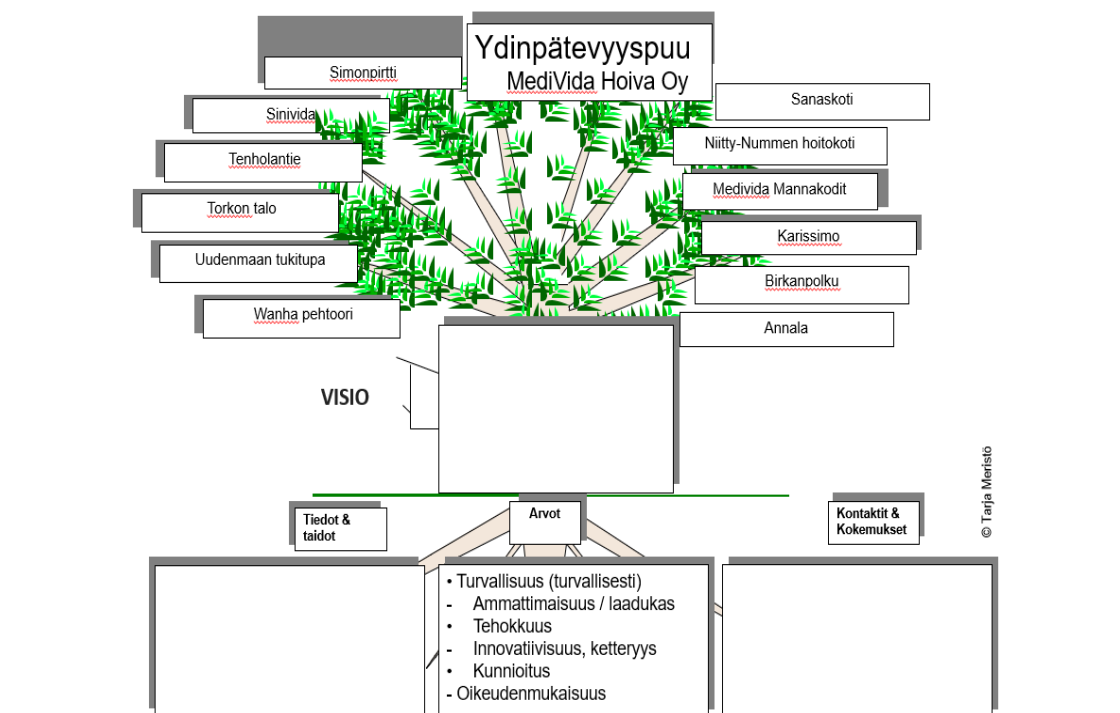 Ydinpätevyyspuu
MediVida Hoiva Oy
Simonpirtti
Sinivida
Tenholantie
Torkon talo
Uudenmaan tukitupa
Wanha pehtoori
Sanaskoti
Niitty-Nummen hoitokoti
Medivida Mannakodit
Karissimo
Birkanpolku
Annala
VISIO
© Tarja Meristö
Tiedot &
taidot
Arvot
Kontaktit &
Kokemukset
• Turvallisuus (turvallisesti)
- Ammattimaisuus / laadukas
• Tehokkuus
- Innovatiivisuus, ketteryys
• Kunnioitus
- Oikeudenmukaisuus